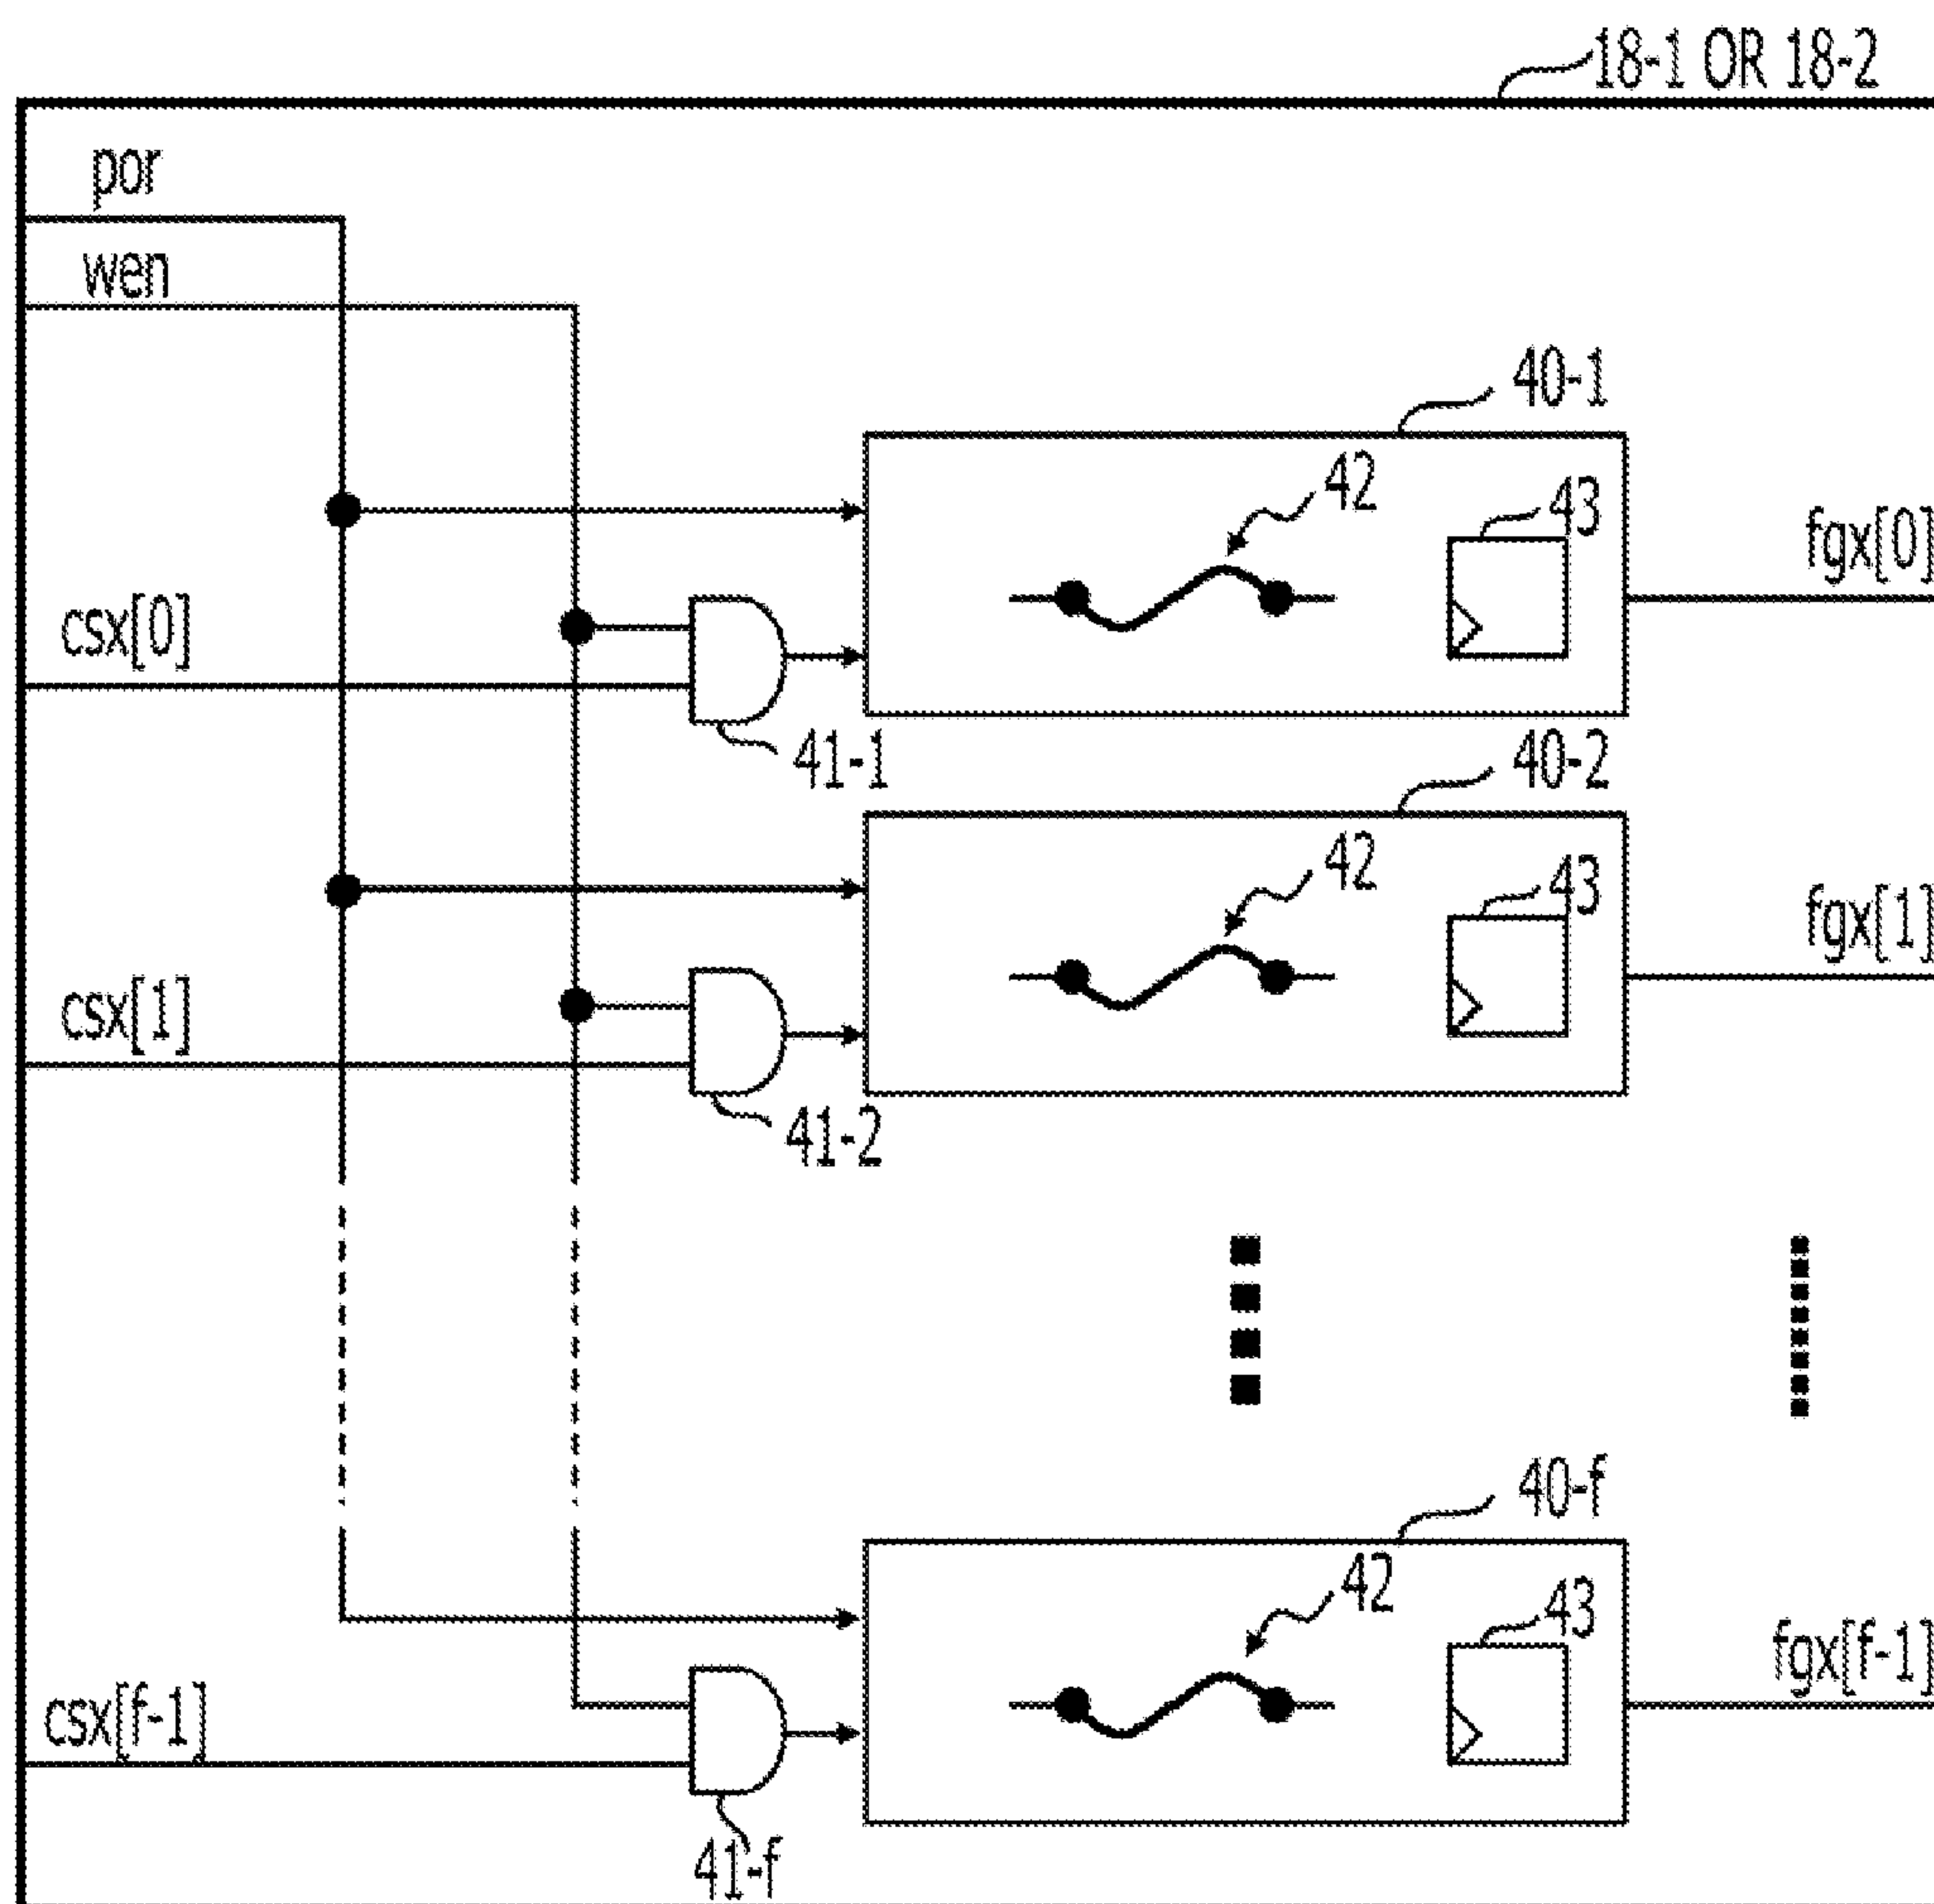 18-1 OR 18-2
por
wen
40-1
42
43
fgx[0]
csx[0]
41-1
40-2
42
43
fgx[1]
csx[1]
41-2
40-f
42
43
fgx[f-1]
csx[f-1]
41-f